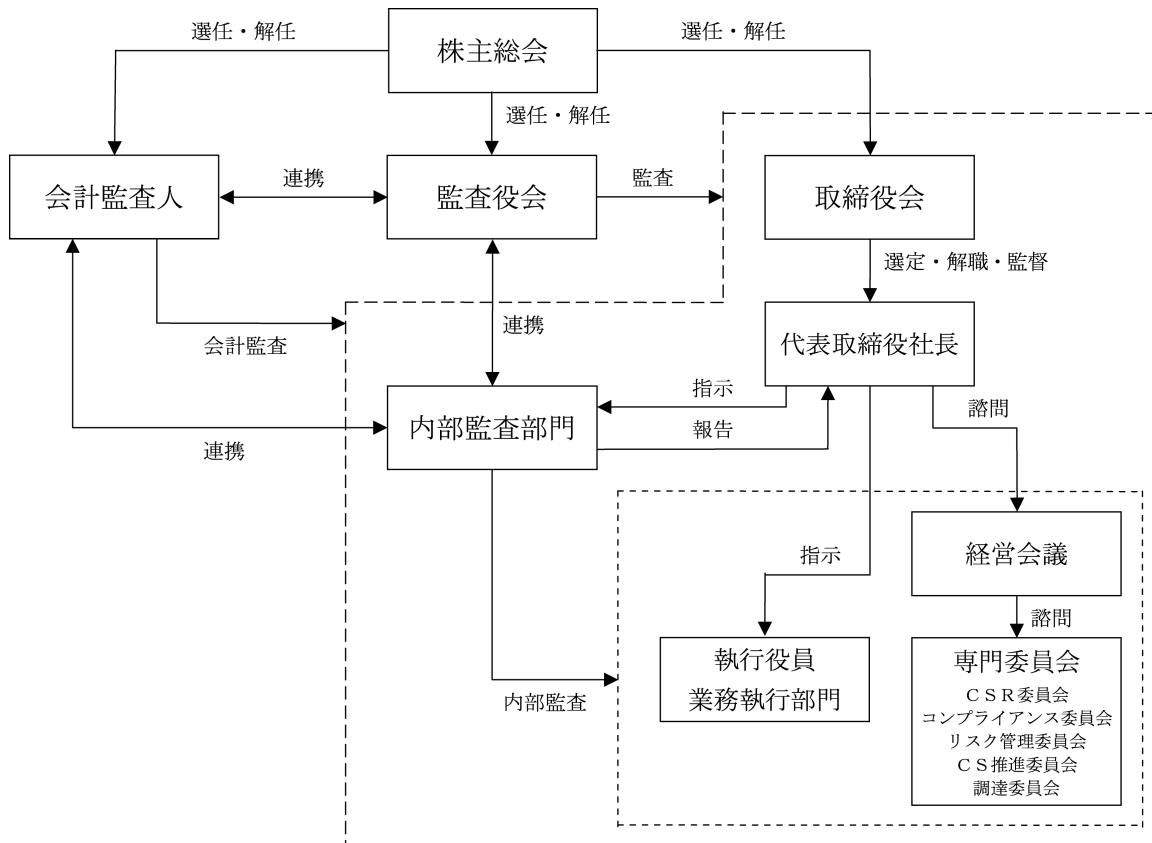 選任・解任
株主総会
選任・解任
選任・解任
会計監査人
連携
監査役会
監査
取締役会
選定・解職・監督
会計監査
連携
代表取締役社長
指示
諮問
内部監査部門
報告
連携
経営会議
指示
諮問
執行役員
業務執行部門
内部監査
専門委員会
ＣＳＲ委員会
コンプライアンス委員会
リスク管理委員会
ＣＳ推進委員会
調達委員会